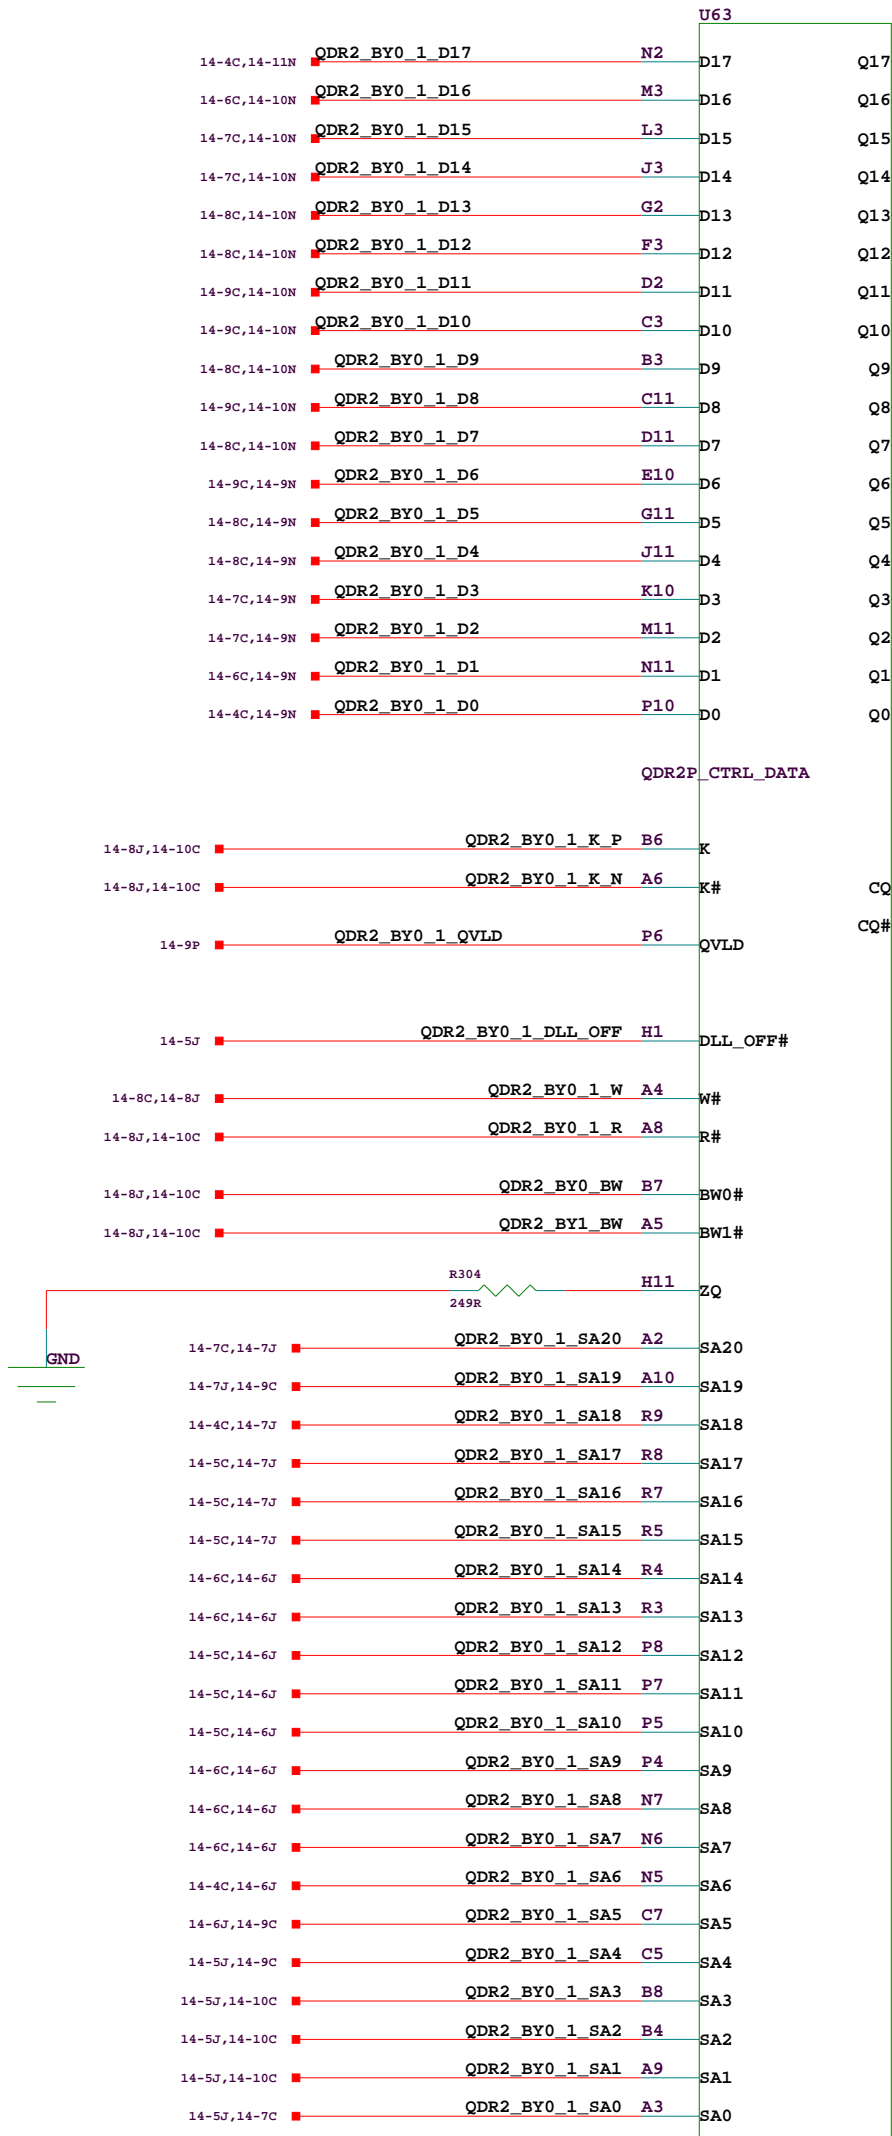 U63
14-4C,14-11N QDR2_BY0_1_D17 N2 D17 Q17
14-6C,14-10N QDR2_BY0_1_D16 M3 D16 Q16
14-7C,14-10N QDR2_BY0_1_D15 L3 D15 Q15
14-7C,14-10N QDR2_BY0_1_D14 J3 D14 Q14
14-8C,14-10N QDR2_BY0_1_D13 G2 D13 Q13
14-8C,14-10N QDR2_BY0_1_D12 F3 D12 Q12
14-9C,14-10N QDR2_BY0_1_D11 D2 D11 Q11
14-9C,14-10N QDR2_BY0_1_D10 C3 D10 Q10
14-8C,14-10N QDR2_BY0_1_D9 B3 D9 Q9
14-9C,14-10N QDR2_BY0_1_D8 C11 D8 Q8
14-8C,14-10N QDR2_BY0_1_D7 D11 D7 Q7
14-9C,14-9N QDR2_BY0_1_D6 E10 D6 Q6
14-8C,14-9N QDR2_BY0_1_D5 G11 D5 Q5
14-8C,14-9N QDR2_BY0_1_D4 J11 D4 Q4
14-7C,14-9N QDR2_BY0_1_D3 K10 D3 Q3
14-7C,14-9N QDR2_BY0_1_D2 M11 D2 Q2
14-6C,14-9N QDR2_BY0_1_D1 N11 D1 Q1
14-4C,14-9N QDR2_BY0_1_D0 P10 D0 Q0
QDR2P_CTRL_DATA
14-8J,14-10C QDR2_BY0_1_K_P B6 K
14-8J,14-10C QDR2_BY0_1_K_N A6 K# CQ
CQ#
14-9P QDR2_BY0_1_QVLD P6 QVLD
14-5J QDR2_BY0_1_DLL_OFF H1 DLL_OFF#
14-8C,14-8J QDR2_BY0_1_W A4 W#
14-8J,14-10C QDR2_BY0_1_R A8 R#
14-8J,14-10C QDR2_BY0_BW B7 BW0#
14-8J,14-10C QDR2_BY1_BW A5 BW1#
R304 H11 ZQ
249R
14-7C,14-7J QDR2_BY0_1_SA20 A2 SA20
GND
14-7J,14-9C QDR2_BY0_1_SA19 A10 SA19
14-4C,14-7J QDR2_BY0_1_SA18 R9 SA18
14-5C,14-7J QDR2_BY0_1_SA17 R8 SA17
14-5C,14-7J QDR2_BY0_1_SA16 R7 SA16
14-5C,14-7J QDR2_BY0_1_SA15 R5 SA15
14-6C,14-6J QDR2_BY0_1_SA14 R4 SA14
14-6C,14-6J QDR2_BY0_1_SA13 R3 SA13
14-5C,14-6J QDR2_BY0_1_SA12 P8 SA12
14-5C,14-6J QDR2_BY0_1_SA11 P7 SA11
14-5C,14-6J QDR2_BY0_1_SA10 P5 SA10
14-6C,14-6J QDR2_BY0_1_SA9 P4 SA9
14-6C,14-6J QDR2_BY0_1_SA8 N7 SA8
14-6C,14-6J QDR2_BY0_1_SA7 N6 SA7
14-4C,14-6J QDR2_BY0_1_SA6 N5 SA6
14-6J,14-9C QDR2_BY0_1_SA5 C7 SA5
14-5J,14-9C QDR2_BY0_1_SA4 C5 SA4
14-5J,14-10C QDR2_BY0_1_SA3 B8 SA3
14-5J,14-10C QDR2_BY0_1_SA2 B4 SA2
14-5J,14-10C QDR2_BY0_1_SA1 A9 SA1
14-5J,14-7C QDR2_BY0_1_SA0 A3 SA0